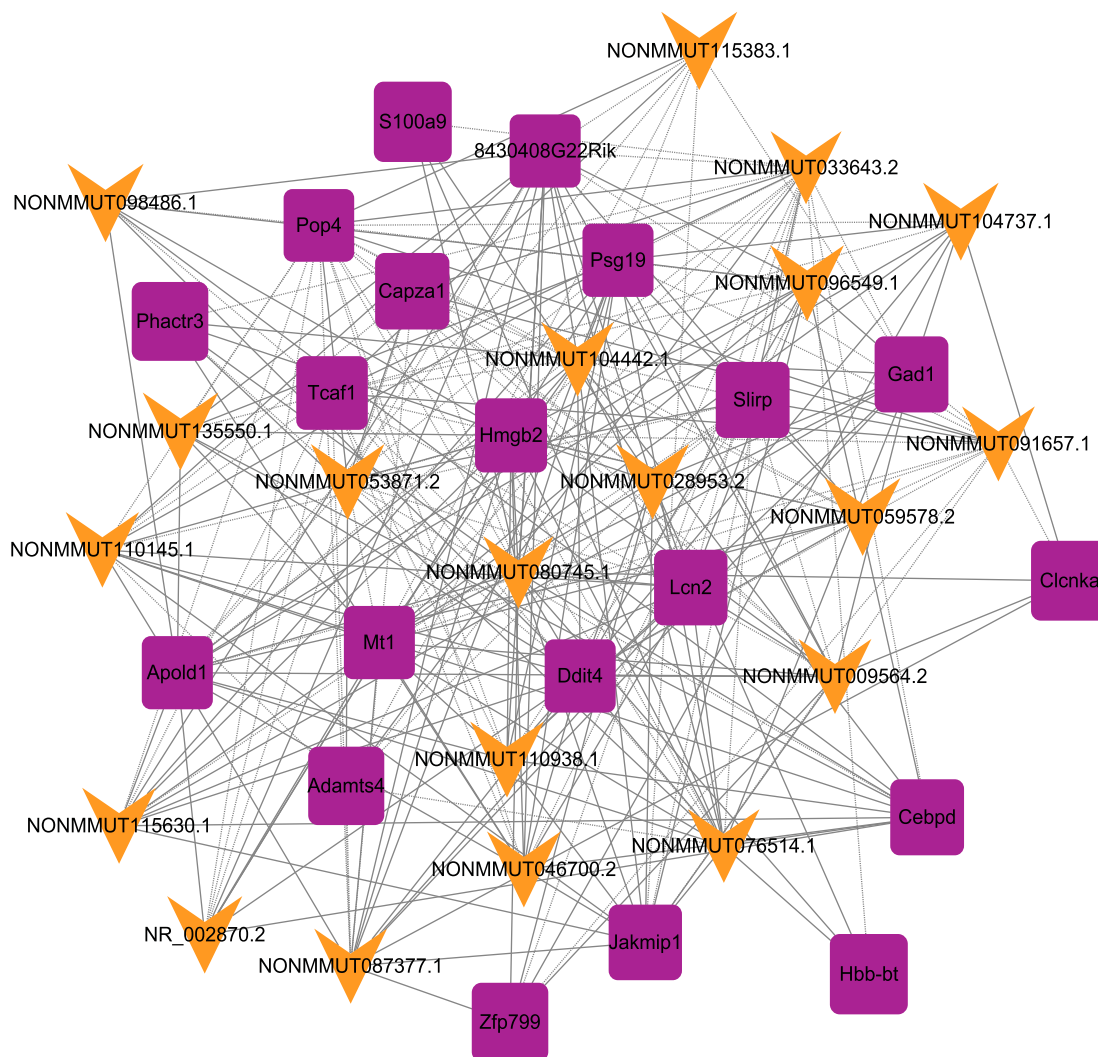 NONMMUT115383.1
S100a9
8430408G22Rik
NONMMUT033643.2
NONMMUT098486.1
NONMMUT104737.1
Pop4
Psg19
NONMMUT096549.1
Capza1
Phactr3
NONMMUT104442.1
Gad1
Tcaf1
Slirp
NONMMUT135550.1
Hmgb2
NONMMUT091657.1
NONMMUT053871.2
NONMMUT028953.2
NONMMUT059578.2
NONMMUT110145.1
NONMMUT080745.1
Clcnka
Lcn2
Mt1
Apold1
Ddit4
NONMMUT009564.2
NONMMUT110938.1
Adamts4
Cebpd
NONMMUT115630.1
NONMMUT076514.1
NONMMUT046700.2
NR_002870.2
Jakmip1
NONMMUT087377.1
Hbb-bt
Zfp799